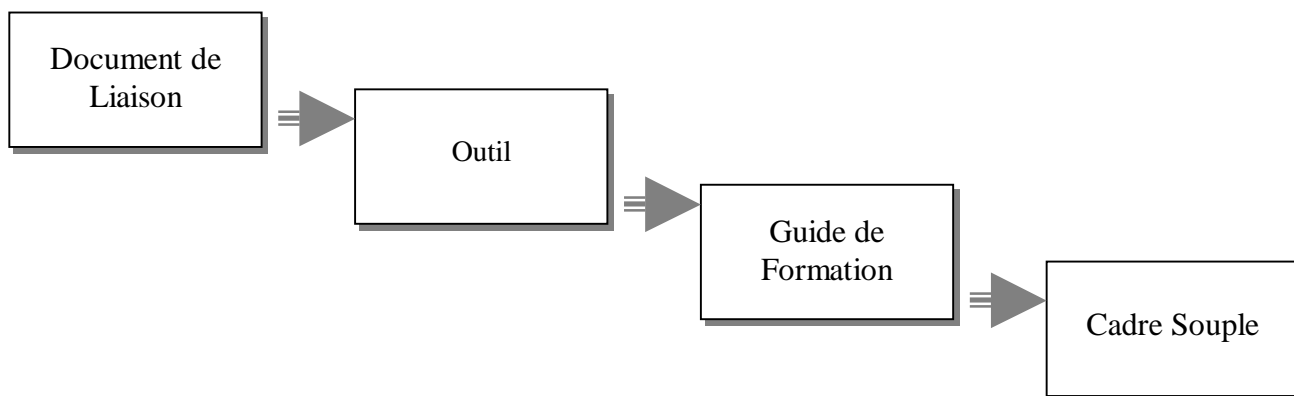 Document de
Liaison
Outil
Guide de
Formation
Cadre Souple